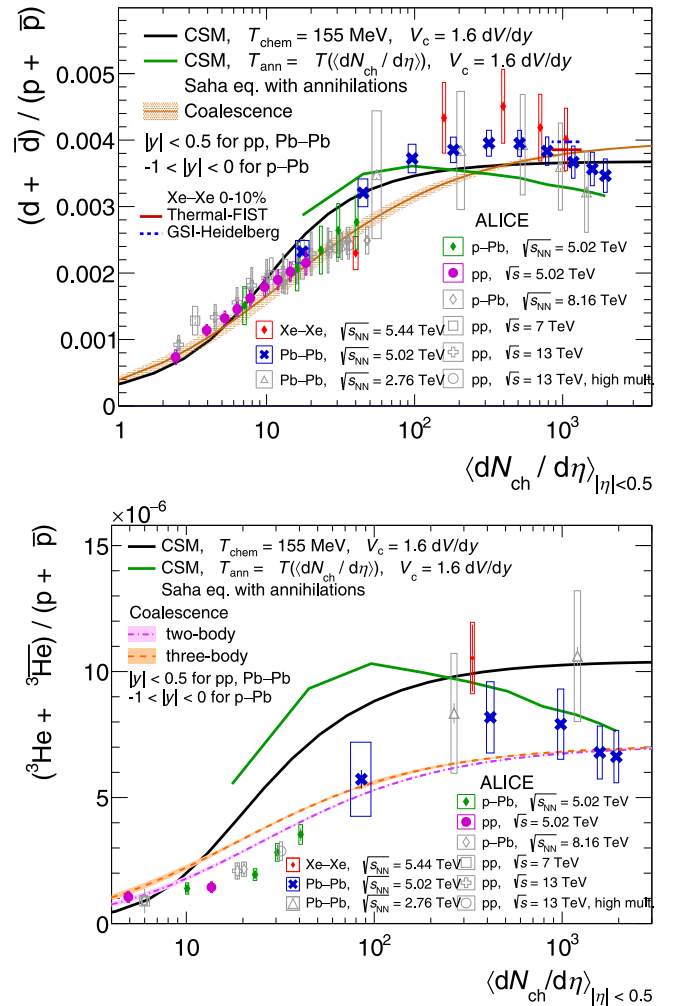 CSM, T_chem = 155 MeV, V_c = 1.6 dV/dy
CSM, T_ann = T(⟨dN_ch / dη⟩), V_c = 1.6 dV/dy
Saha eq. with annihilations
Coalescence
|y| < 0.5 for pp, Pb–Pb
-1 < |y| < 0 for p–Pb
Xe–Xe 0-10%
Thermal-FIST
GSI-Heidelberg
(d + d̅) / (p + p̅)
0.005
0.004
0.003
0.002
0.001
0
ALICE
p–Pb, √s_NN = 5.02 TeV
pp, √s = 5.02 TeV
p–Pb, √s_NN = 8.16 TeV
Xe–Xe, √s_NN = 5.44 TeV
pp, √s = 7 TeV
Pb–Pb, √s_NN = 5.02 TeV
pp, √s = 13 TeV
Pb–Pb, √s_NN = 2.76 TeV
pp, √s = 13 TeV, high mult.
1 10 10² 10³
⟨dN_ch / dη⟩_|η|<0.5
×10⁻⁶
CSM, T_chem = 155 MeV, V_c = 1.6 dV/dy
CSM, T_ann = T(⟨dN_ch / dη⟩), V_c = 1.6 dV/dy
Saha eq. with annihilations
Coalescence
two-body
three-body
|y| < 0.5 for pp, Pb–Pb
-1 < |y| < 0 for p–Pb
(³He + ³H̅e̅) / (p + p̅)
15
10
5
0
ALICE
p–Pb, √s_NN = 5.02 TeV
pp, √s = 5.02 TeV
p–Pb, √s_NN = 8.16 TeV
Xe–Xe, √s_NN = 5.44 TeV
pp, √s = 7 TeV
Pb–Pb, √s_NN = 5.02 TeV
pp, √s = 13 TeV
Pb–Pb, √s_NN = 2.76 TeV
pp, √s = 13 TeV, high mult.
10 10² 10³
⟨dN_ch/dη⟩_|η| < 0.5